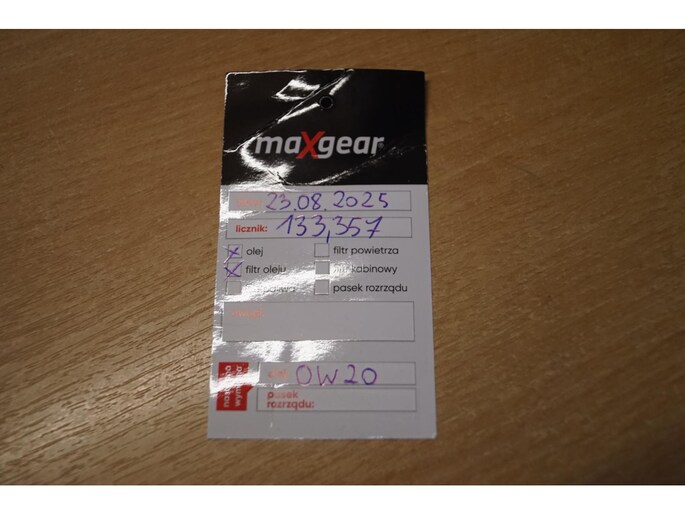 maXgear
23.08.2025
licznik: 133,357
olej filtr powietrza
filtr oleju kabinowy
pasek rozrządu
0W20
pasek
rozrządu: